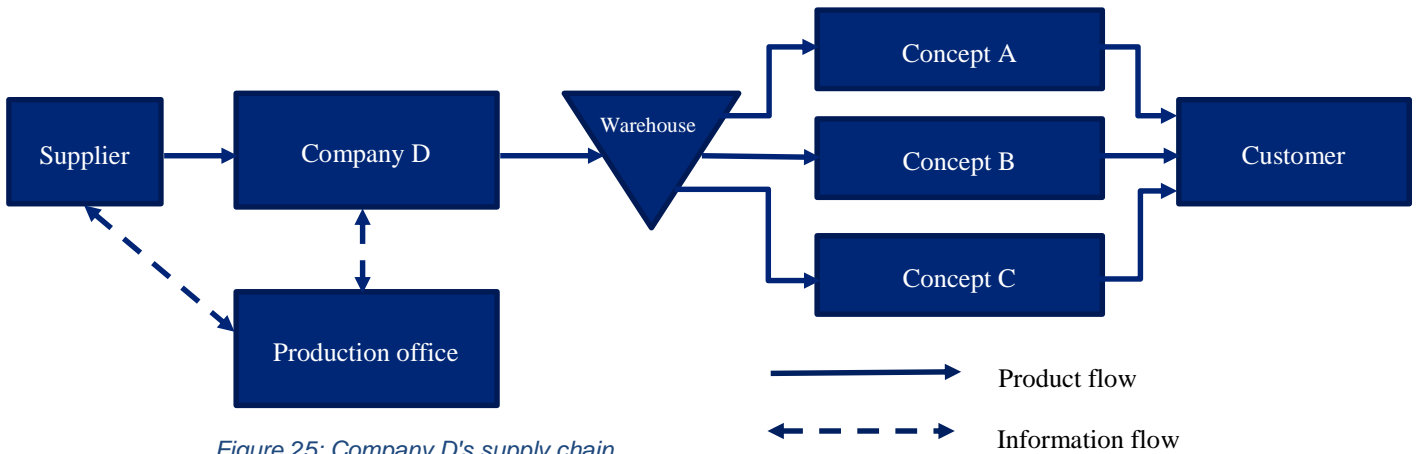 Concept A
Warehouse
Supplier
Company D
Concept B
Customer
Concept C
Production office
Product flow
Figure 25: Company D's supply chain
Information flow